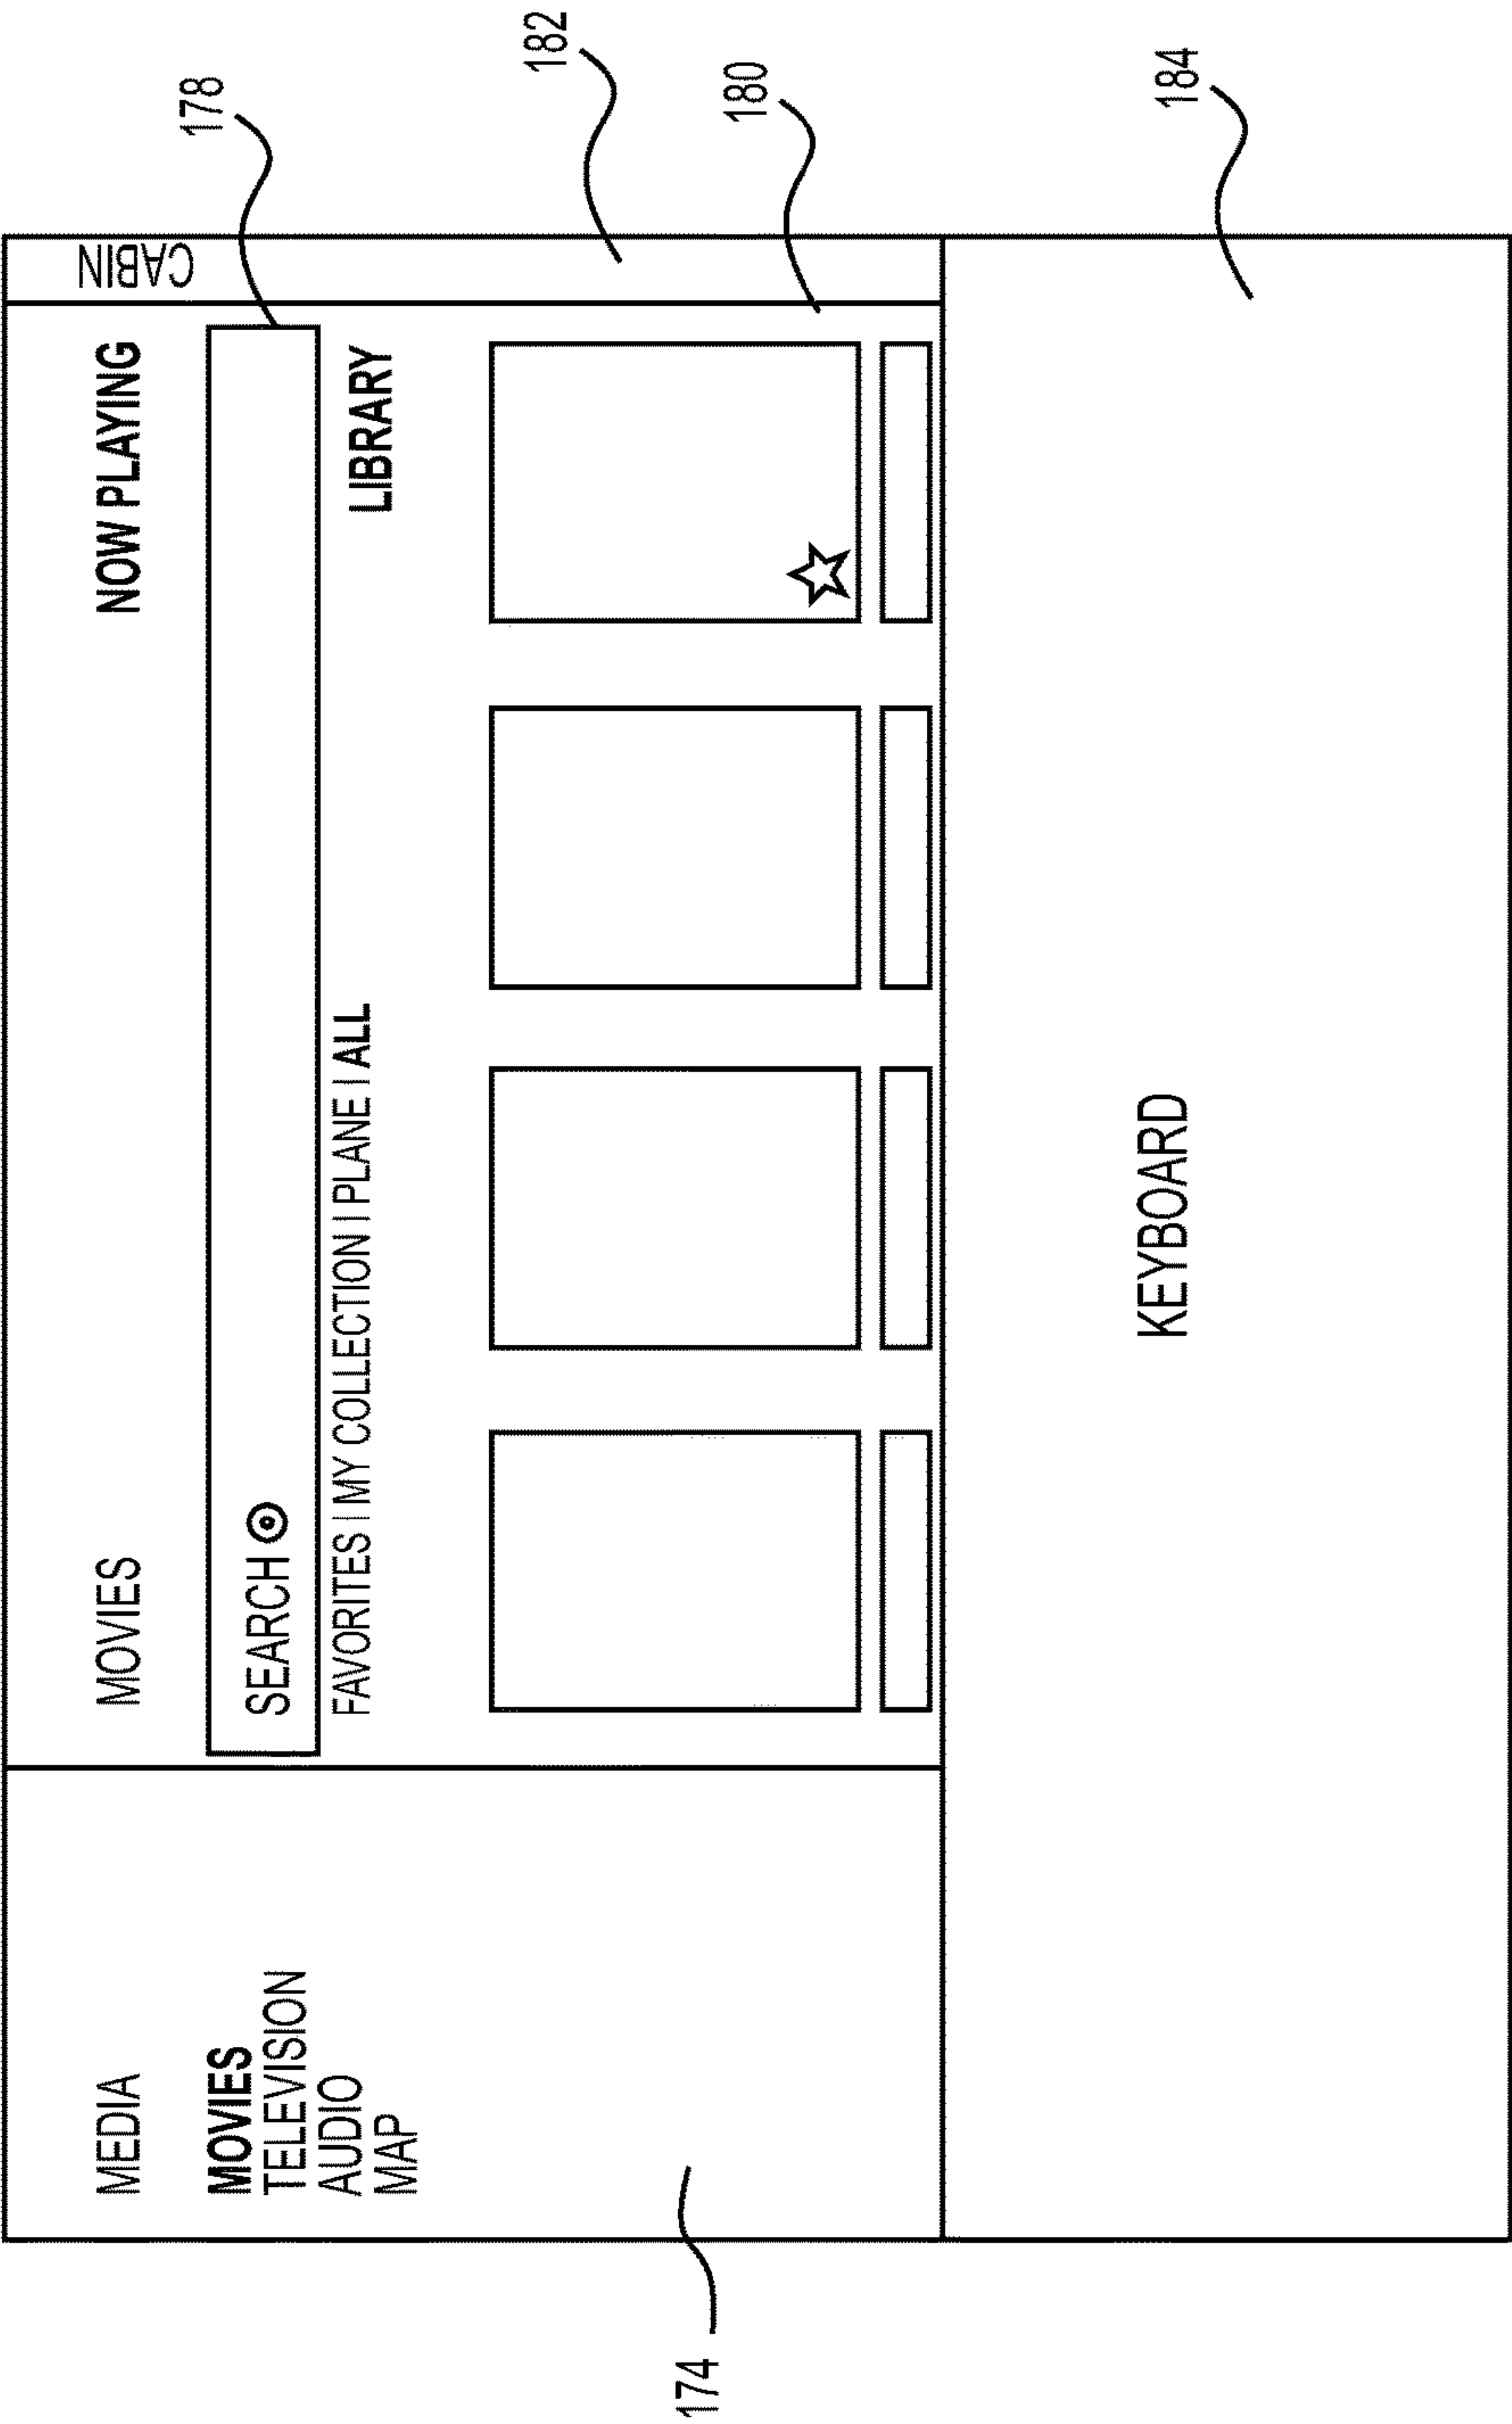 MEDIA
MOVIES
TELEVISION
AUDIO
MAP
MOVIES
NOW PLAYING
SEARCH
FAVORITES | MY COLLECTION | PLANE | ALL
LIBRARY
CABIN
KEYBOARD
174
178
182
180
184